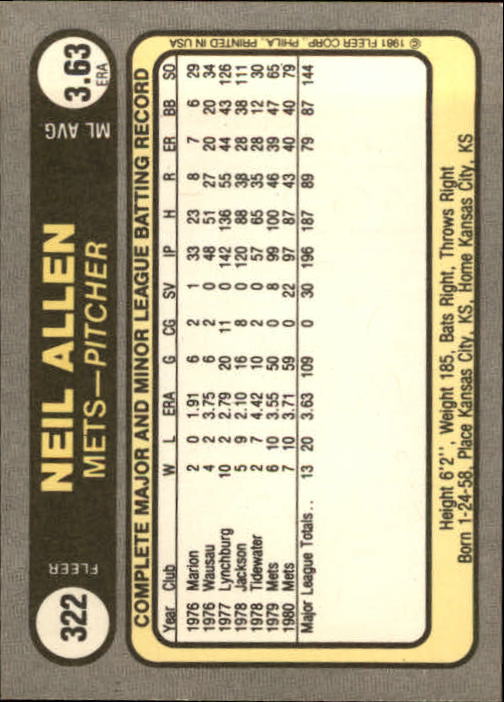 322
FLEER
NEIL ALLEN
METS—PITCHER
ML AVG
3.63
ERA
COMPLETE MAJOR AND MINOR LEAGUE BATTING RECORD
Year Club W L ERA G CG SV IP H R ER BB SO
1976 Marion 2 0 1.91 6 2 1 33 23 8 7 6 29
1976 Wausau 4 2 3.75 6 2 0 48 51 27 20 20 34
1977 Lynchburg 10 2 2.79 20 11 0 142 136 55 44 43 126
1978 Jackson 5 9 2.10 16 8 0 120 88 38 28 38 111
1978 Tidewater 2 7 4.42 10 2 0 57 65 35 28 12 30
1979 Mets 6 10 3.55 50 0 8 99 100 46 39 47 65
1980 Mets 7 10 3.71 59 0 22 97 87 43 40 40 79
Major League Totals . . 13 20 3.63 109 0 30 196 187 89 79 87 144
Height 6'2", Weight 185, Bats Right, Throws Right
Born 1-24-58, Place Kansas City, KS, Home Kansas City, KS
© 1981 FLEER CORP., PHILA., PRINTED IN USA